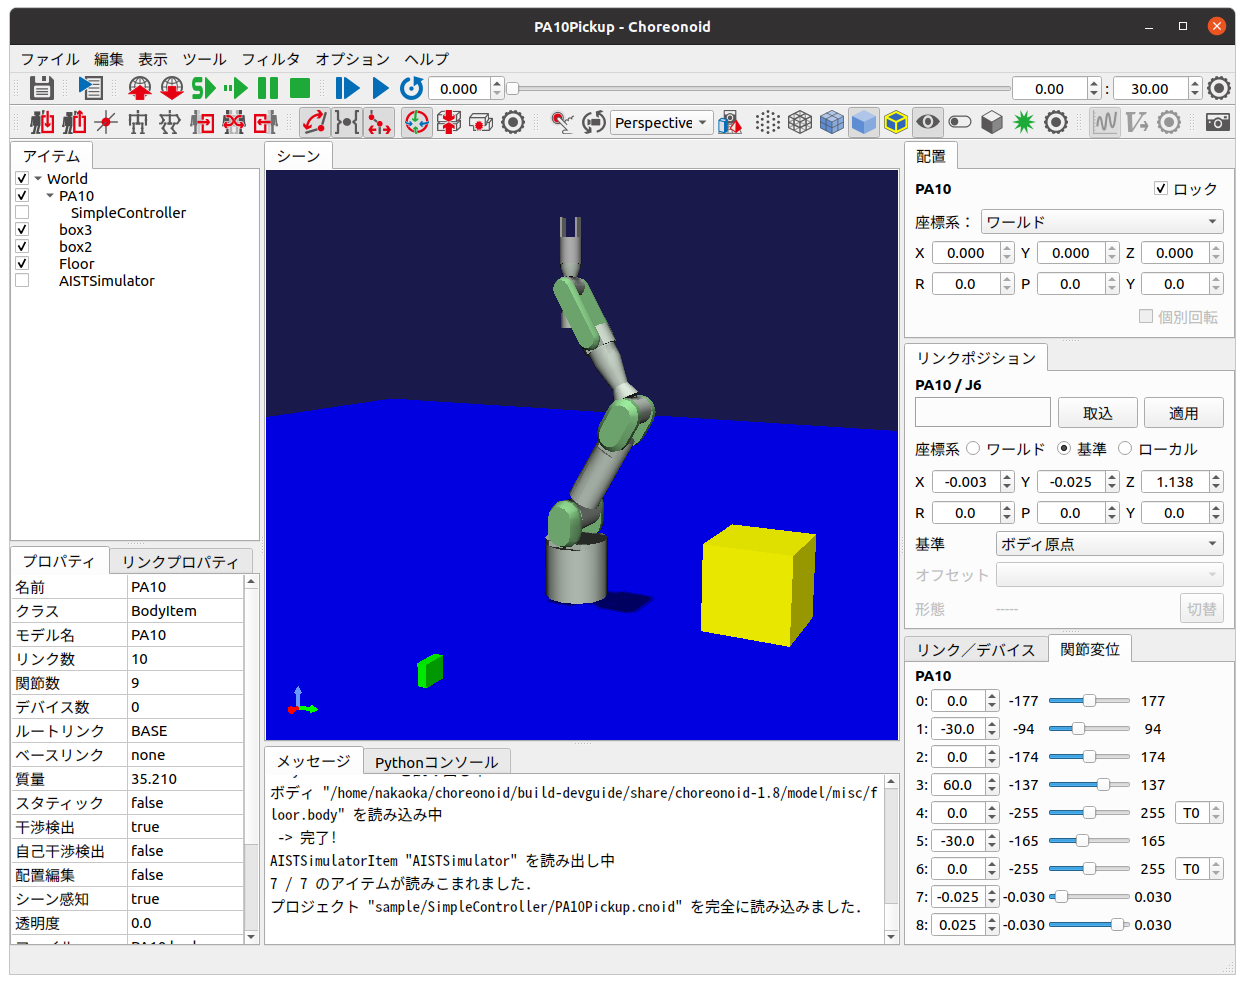 PA10Pickup - Choreonoid
ファイル 編集 表示 ツール フィルタ オプション ヘルプ
0.000 0.00 : 30.00
Perspective
アイテム
World
PA10
SimpleController
box3
box2
Floor
AISTSimulator
シーン
配置
PA10 ロック
座標系： ワールド
X 0.000 Y 0.000 Z 0.000
R 0.0 P 0.0 Y 0.0
個別回転
リンクポジション
PA10 / J6
取込 適用
座標系 ワールド 基準 ローカル
X -0.003 Y -0.025 Z 1.138
R 0.0 P 0.0 Y 0.0
基準 ボディ原点
オフセット
形態 ----- 切替
プロパティ リンクプロパティ
名前 PA10
クラス BodyItem
モデル名 PA10
リンク数 10
関節数 9
デバイス数 0
ルートリンク BASE
ベースリンク none
質量 35.210
スタティック false
干渉検出 true
自己干渉検出 false
配置編集 false
シーン感知 true
透明度 0.0
メッセージ Pythonコンソール
ボディ "/home/nakaoka/choreonoid/build-devguide/share/choreonoid-1.8/model/misc/f
loor.body" を読み込み中
-> 完了!
AISTSimulatorItem "AISTSimulator" を読み出し中
7 / 7 のアイテムが読みこまれました.
プロジェクト "sample/SimpleController/PA10Pickup.cnoid" を完全に読み込みました.
リンク／デバイス 関節変位
PA10
0: 0.0 -177 177
1: -30.0 -94 94
2: 0.0 -174 174
3: 60.0 -137 137
4: 0.0 -255 255 T0
5: -30.0 -165 165
6: 0.0 -255 255 T0
7: -0.025 -0.030 0.030
8: 0.025 -0.030 0.030